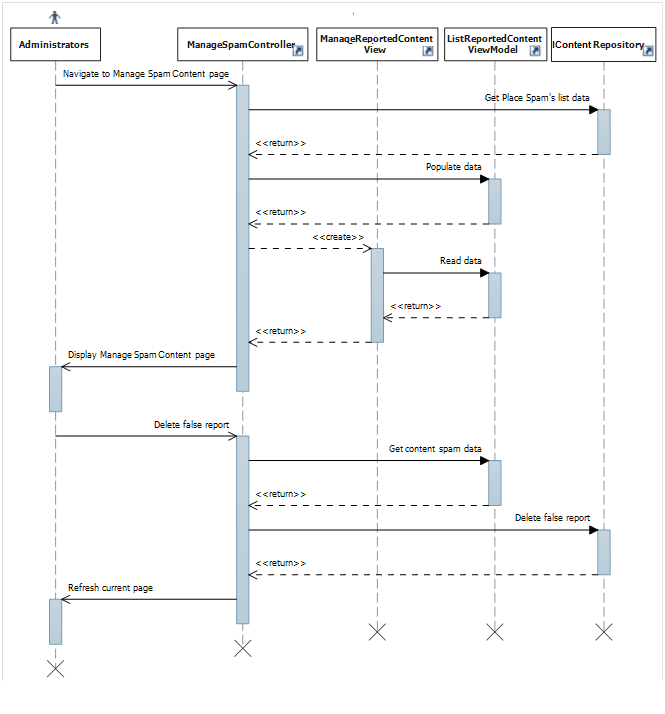 Administrators
ManageSpamController
ManageReportedContent
View
ListReportedContent
ViewModel
IContent Repository
Navigate to Manage Spam Content page
Get Place Spam's list data
<<return>>
Populate data
<<return>>
<<create>>
Read data
<<return>>
<<return>>
Display Manage Spam Content page
Delete false report
Get content spam data
<<return>>
Delete false report
<<return>>
Refresh current page